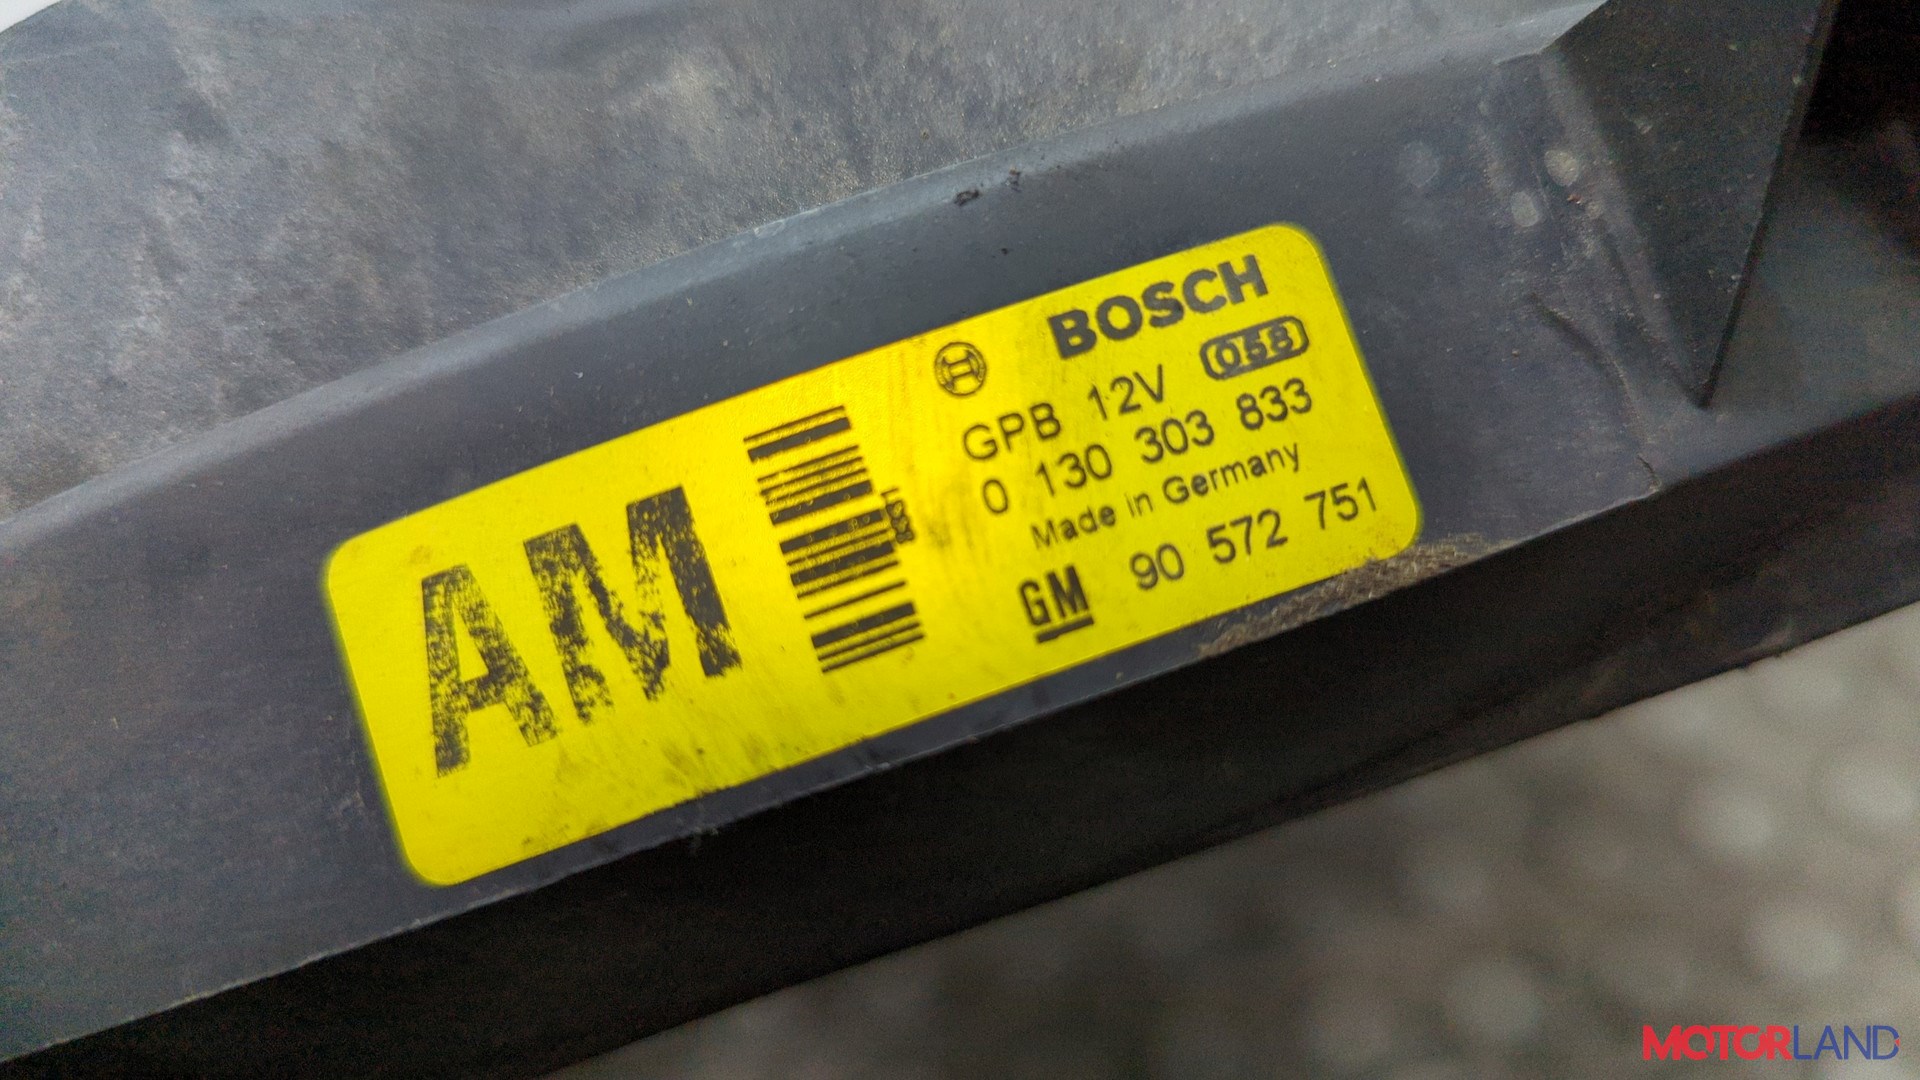 AM
BOSCH
GPB 12V 058
0 130 303 833
Made in Germany
GM 90 572 751
MOTORLAND